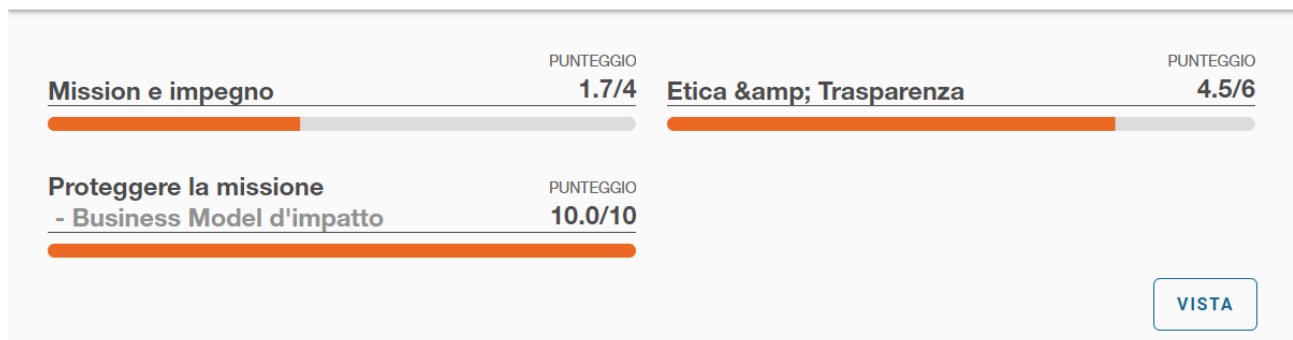 PUNTEGGIO
Mission e impegno 1.7/4
PUNTEGGIO
Etica &amp; Trasparenza 4.5/6
Proteggere la missione PUNTEGGIO
- Business Model d'impatto 10.0/10
VISTA